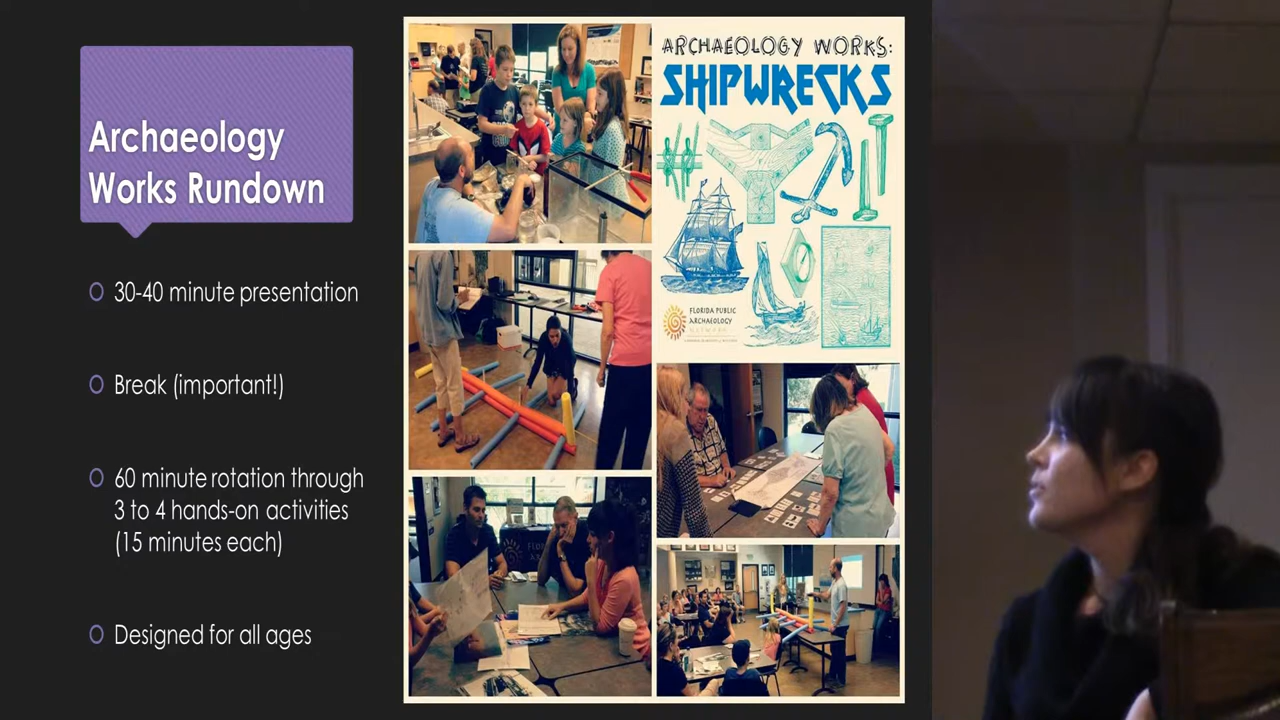 Archaeology
Works Rundown
30-40 minute presentation
Break (important!)
60 minute rotation through
3 to 4 hands-on activities
(15 minutes each)
Designed for all ages
ARCHAEOLOGY WORKS:
SHIPWRECKS
FLORIDA PUBLIC
ARCHAEOLOGY
NETWORK